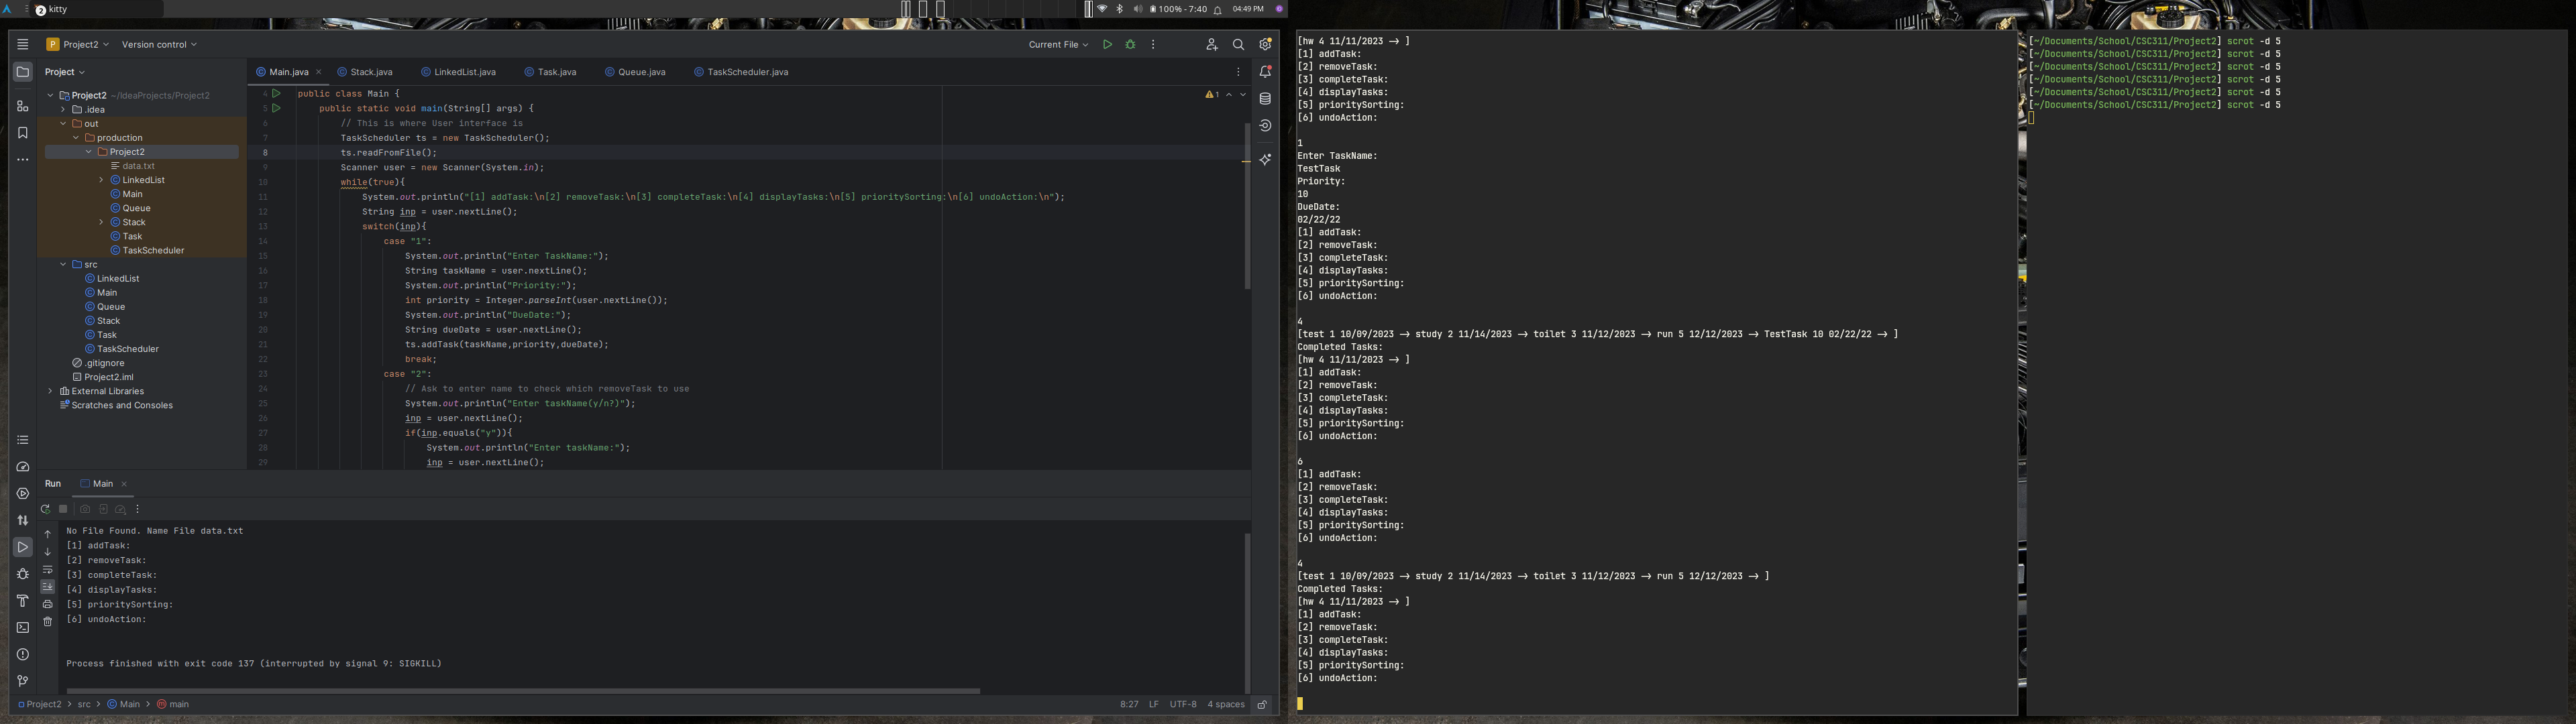 2 kitty
100% - 7:40
04:49 PM
P Project2
Version control
Current File
Project
Project2 ~/IdeaProjects/Project2
.idea
out
production
Project2
data.txt
LinkedList
Main
Queue
Stack
Task
TaskScheduler
src
LinkedList
Main
Queue
Stack
Task
TaskScheduler
.gitignore
Project2.iml
External Libraries
Scratches and Consoles
Main.java Stack.java LinkedList.java Task.java Queue.java TaskScheduler.java
1
4 public class Main {
5 public static void main(String[] args) {
6 // This is where User interface is
7 TaskScheduler ts = new TaskScheduler();
8 ts.readFromFile();
9 Scanner user = new Scanner(System.in);
10 while(true){
11 System.out.println("[1] addTask:\n[2] removeTask:\n[3] completeTask:\n[4] displayTasks:\n[5] prioritySorting:\n[6] undoAction:\n");
12 String inp = user.nextLine();
13 switch(inp){
14 case "1":
15 System.out.println("Enter TaskName:");
16 String taskName = user.nextLine();
17 System.out.println("Priority:");
18 int priority = Integer.parseInt(user.nextLine());
19 System.out.println("DueDate:");
20 String dueDate = user.nextLine();
21 ts.addTask(taskName,priority,dueDate);
22 break;
23 case "2":
24 // Ask to enter name to check which removeTask to use
25 System.out.println("Enter taskName(y/n?)");
26 inp = user.nextLine();
27 if(inp.equals("y")){
28 System.out.println("Enter taskName:");
29 inp = user.nextLine();
Run Main
No File Found. Name File data.txt
[1] addTask:
[2] removeTask:
[3] completeTask:
[4] displayTasks:
[5] prioritySorting:
[6] undoAction:
Process finished with exit code 137 (interrupted by signal 9: SIGKILL)
Project2 > src > Main > main
8:27 LF UTF-8 4 spaces
[hw 4 11/11/2023 → ]
[1] addTask:
[2] removeTask:
[3] completeTask:
[4] displayTasks:
[5] prioritySorting:
[6] undoAction:
1
Enter TaskName:
TestTask
Priority:
10
DueDate:
02/22/22
[1] addTask:
[2] removeTask:
[3] completeTask:
[4] displayTasks:
[5] prioritySorting:
[6] undoAction:
4
[test 1 10/09/2023 → study 2 11/14/2023 → toilet 3 11/12/2023 → run 5 12/12/2023 → TestTask 10 02/22/22 → ]
Completed Tasks:
[hw 4 11/11/2023 → ]
[1] addTask:
[2] removeTask:
[3] completeTask:
[4] displayTasks:
[5] prioritySorting:
[6] undoAction:
6
[1] addTask:
[2] removeTask:
[3] completeTask:
[4] displayTasks:
[5] prioritySorting:
[6] undoAction:
4
[test 1 10/09/2023 → study 2 11/14/2023 → toilet 3 11/12/2023 → run 5 12/12/2023 → ]
Completed Tasks:
[hw 4 11/11/2023 → ]
[1] addTask:
[2] removeTask:
[3] completeTask:
[4] displayTasks:
[5] prioritySorting:
[6] undoAction:
[~/Documents/School/CSC311/Project2] scrot -d 5
[~/Documents/School/CSC311/Project2] scrot -d 5
[~/Documents/School/CSC311/Project2] scrot -d 5
[~/Documents/School/CSC311/Project2] scrot -d 5
[~/Documents/School/CSC311/Project2] scrot -d 5
[~/Documents/School/CSC311/Project2] scrot -d 5